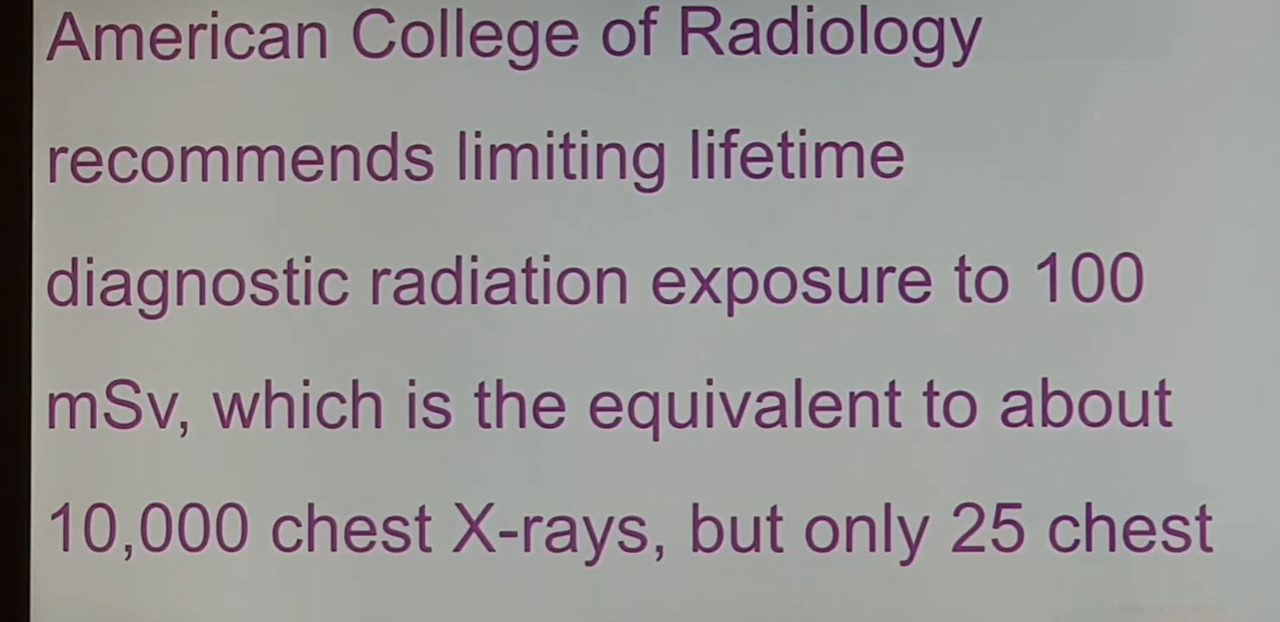 American College of Radiology
recommends limiting lifetime
diagnostic radiation exposure to 100
mSv, which is the equivalent to about
10,000 chest X-rays, but only 25 chest